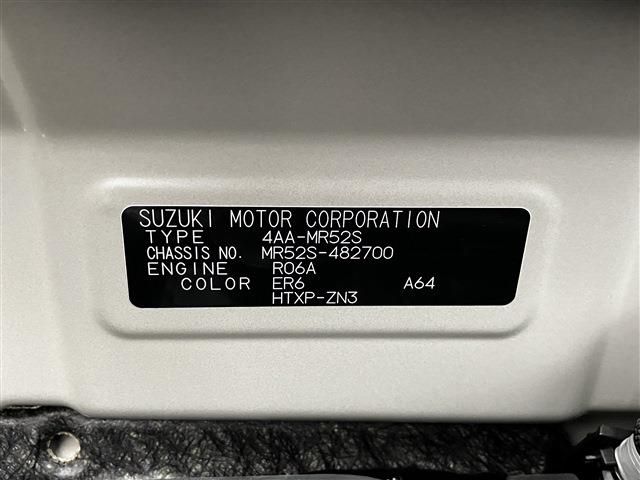 SUZUKI MOTOR CORPORATION
TYPE 4AA-MR52S
CHASSIS NO. MR52S-482700
ENGINE R06A
COLOR ER6 A64
HTXP-ZN3